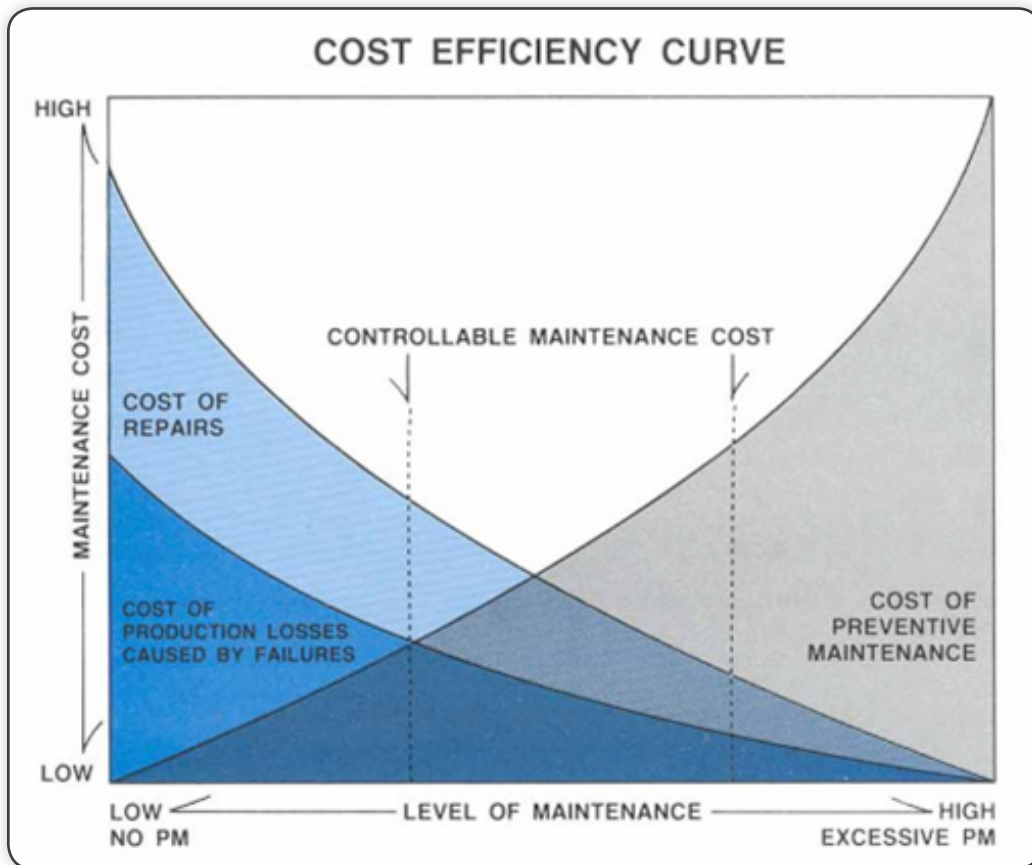 COST EFFICIENCY CURVE
HIGH
MAINTENANCE COST
LOW
CONTROLLABLE MAINTENANCE COST
COST OF
REPAIRS
COST OF
PRODUCTION LOSSES
CAUSED BY FAILURES
COST OF
PREVENTIVE
MAINTENANCE
LOW
NO PM
LEVEL OF MAINTENANCE
HIGH
EXCESSIVE PM